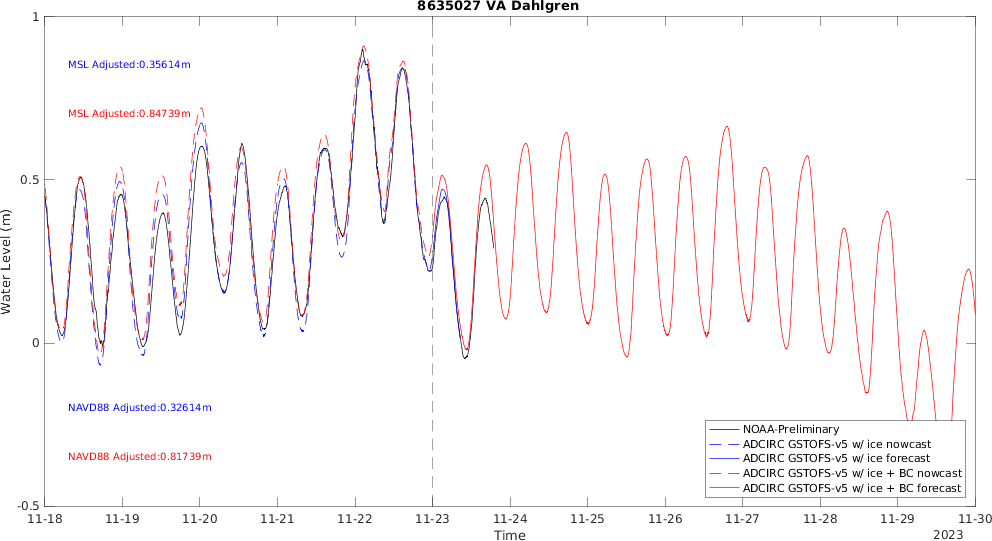 8635027 VA Dahlgren
1
MSL Adjusted:0.35614m
MSL Adjusted:0.84739m
0.5
Water Level (m)
0
NAVD88 Adjusted:0.32614m
NAVD88 Adjusted:0.81739m
NOAA-Preliminary
ADCIRC GSTOFS-v5 w/ ice nowcast
ADCIRC GSTOFS-v5 w/ ice forecast
ADCIRC GSTOFS-v5 w/ ice + BC nowcast
ADCIRC GSTOFS-v5 w/ ice + BC forecast
-0.5
11-18 11-19 11-20 11-21 11-22 11-23 11-24 11-25 11-26 11-27 11-28 11-29 11-30
Time
2023